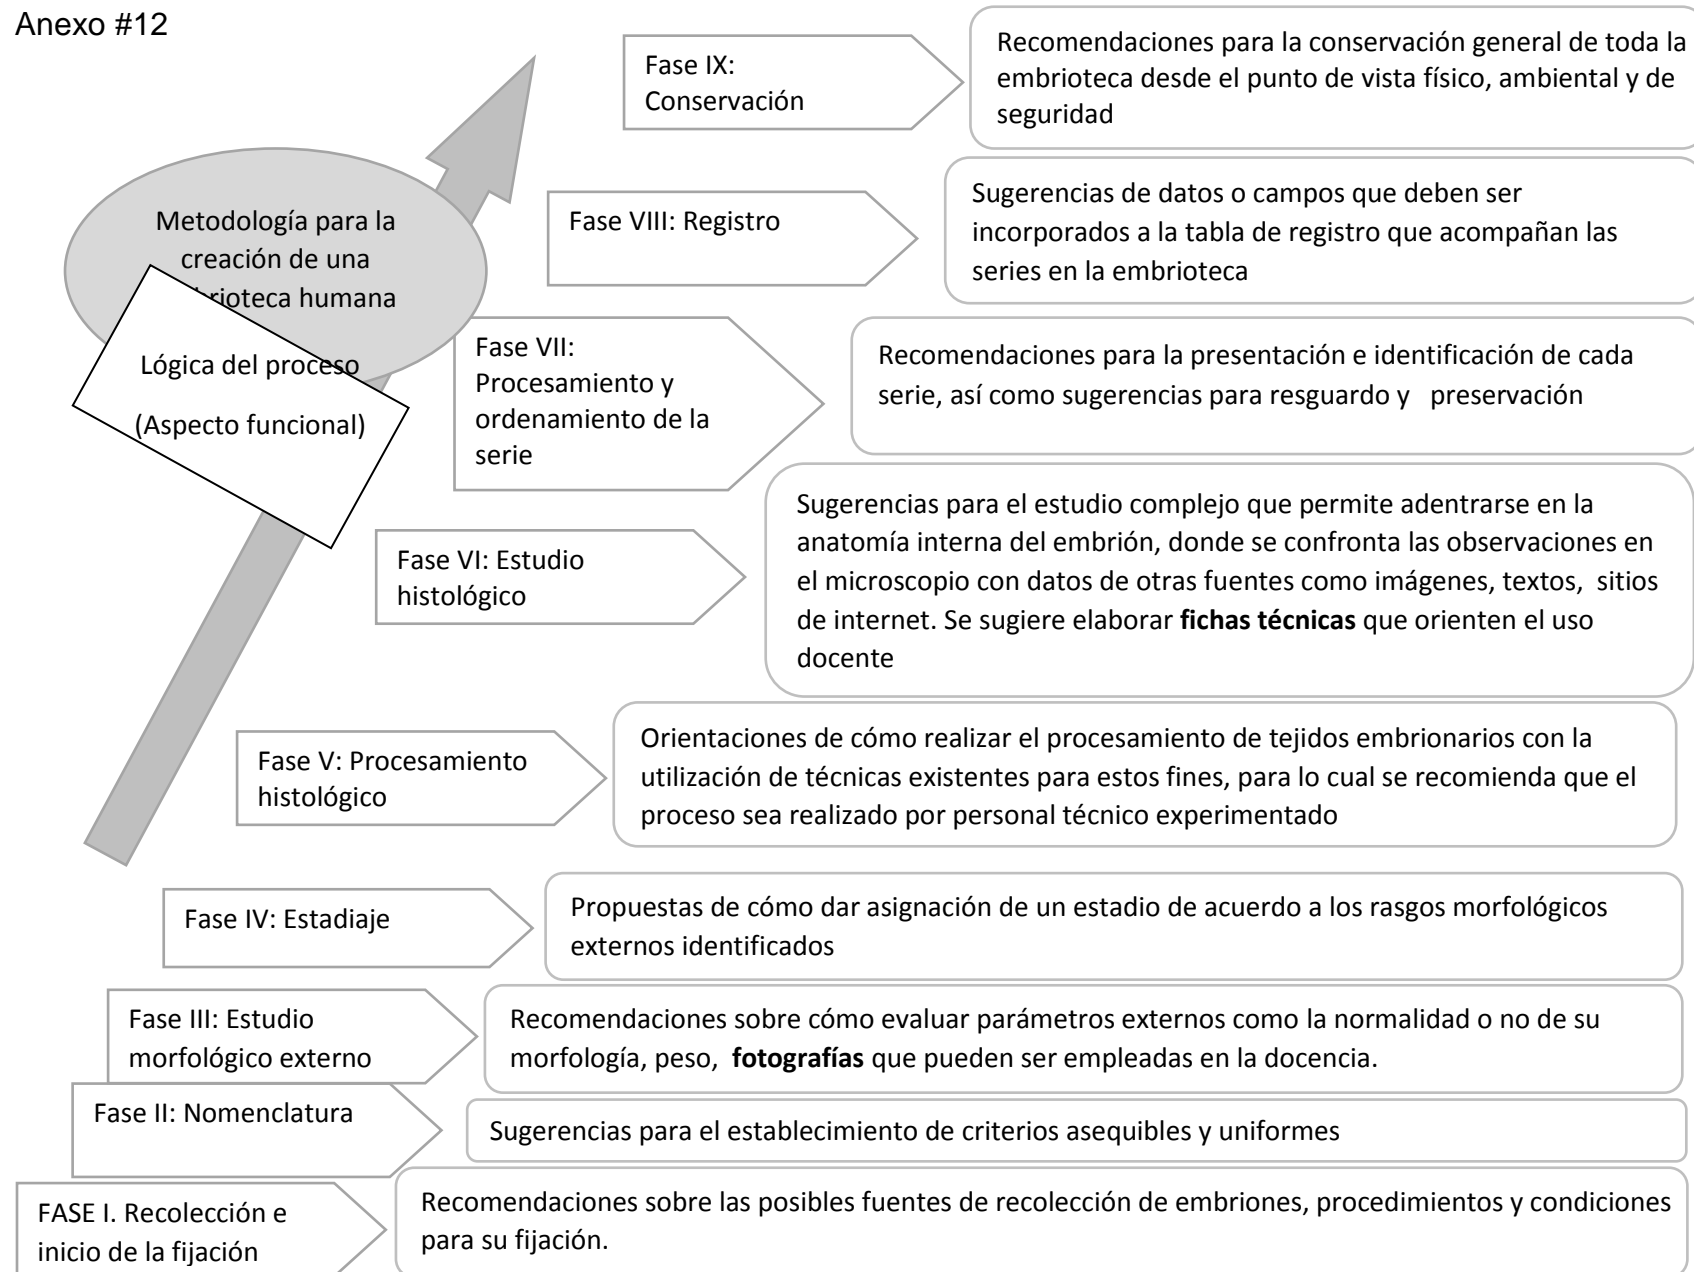 Anexo #12
Fase IX:
Conservación
Recomendaciones para la conservación general de toda la
embrioteca desde el punto de vista físico, ambiental y de
seguridad
Metodología para la
creación de una
humana
Lógica del proceso
(Aspecto funcional)
Fase VIII: Registro
Sugerencias de datos o campos que deben ser
incorporados a la tabla de registro que acompañan las
series en la embrioteca
Fase VII:
Procesamiento y
ordenamiento de la
serie
Recomendaciones para la presentación e identificación de cada
serie, así como sugerencias para resguardo y   preservación
Fase VI: Estudio
histológico
Sugerencias para el estudio complejo que permite adentrarse en la
anatomía interna del embrión, donde se confronta las observaciones en
el microscopio con datos de otras fuentes como imágenes, textos,  sitios
de internet. Se sugiere elaborar fichas técnicas que orienten el uso
docente
Fase V: Procesamiento
histológico
Orientaciones de cómo realizar el procesamiento de tejidos embrionarios con la
utilización de técnicas existentes para estos fines, para lo cual se recomienda que el
proceso sea realizado por personal técnico experimentado
Fase IV: Estadiaje
Propuestas de cómo dar asignación de un estadio de acuerdo a los rasgos morfológicos
externos identificados
Fase III: Estudio
morfológico externo
Recomendaciones sobre cómo evaluar parámetros externos como la normalidad o no de su
morfología, peso,  fotografías que pueden ser empleadas en la docencia.
Fase II: Nomenclatura
Sugerencias para el establecimiento de criterios asequibles y uniformes
FASE I. Recolección e
inicio de la fijación
Recomendaciones sobre las posibles fuentes de recolección de embriones, procedimientos y condiciones
para su fijación.